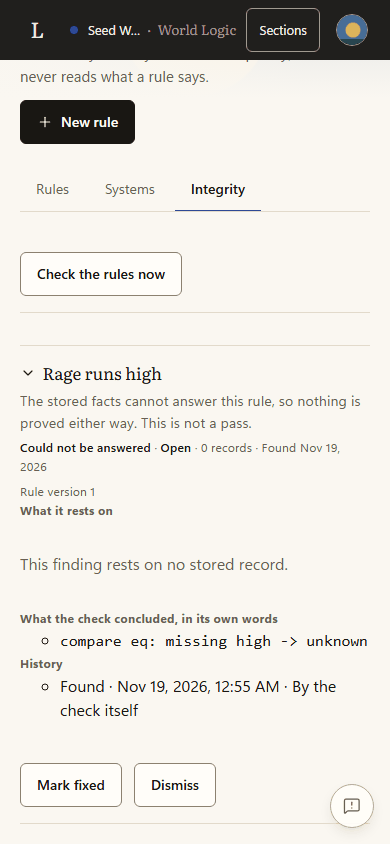 L
Seed W... · World Logic
Sections
never reads what a rule says.
+ New rule
Rules
Systems
Integrity
Check the rules now
Rage runs high
The stored facts cannot answer this rule, so nothing is
proved either way. This is not a pass.
Could not be answered · Open · 0 records · Found Nov 19,
2026
Rule version 1
What it rests on
This finding rests on no stored record.
What the check concluded, in its own words
compare eq: missing high -> unknown
History
Found · Nov 19, 2026, 12:55 AM · By the
check itself
Mark fixed
Dismiss